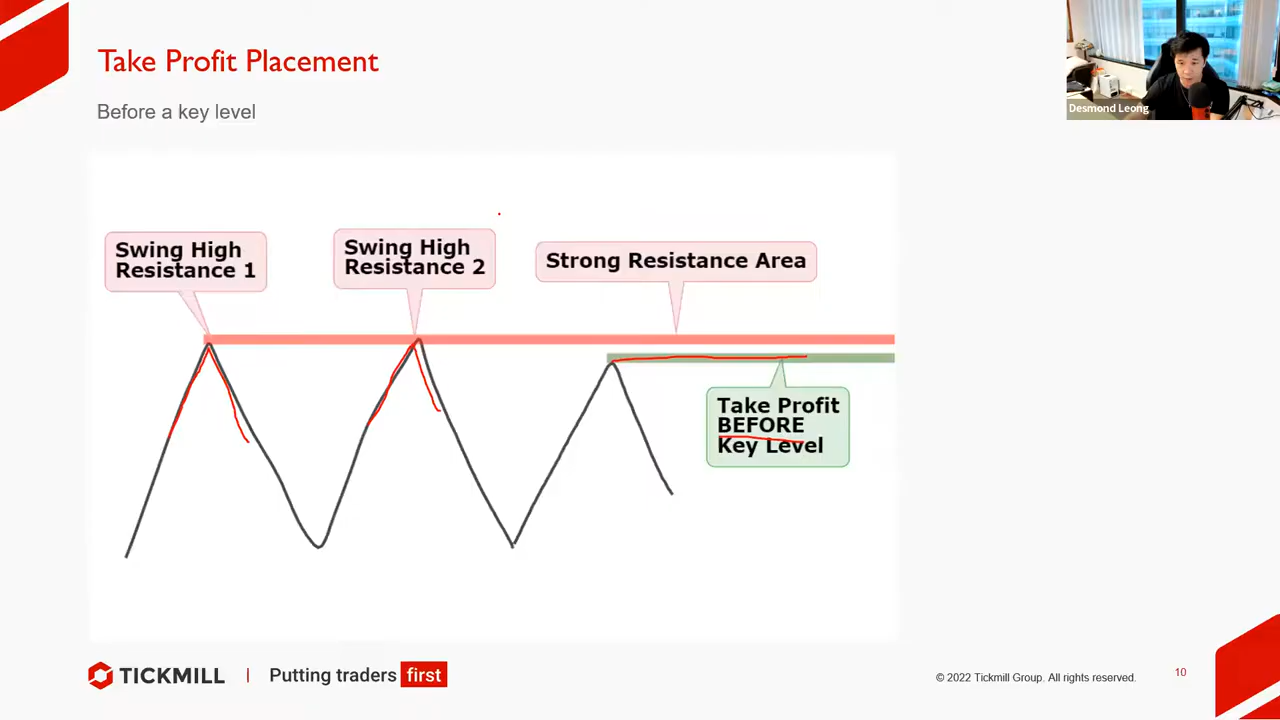 Take Profit Placement
Before a key level
Desmond Leong
Swing High
Resistance 1
Swing High
Resistance 2
Strong Resistance Area
Take Profit
BEFORE
Key Level
TICKMILL | Putting traders first
© 2022 Tickmill Group. All rights reserved.
10